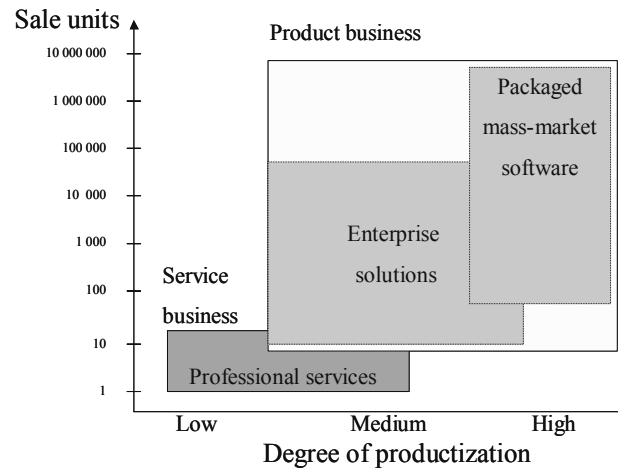 Sale units
Product business
10 000 000
1 000 000
100 000
10 000
1 000
100
10
1
Packaged
mass-market
software
Enterprise
solutions
Service
business
Professional services
Low
Medium
High
Degree of productization